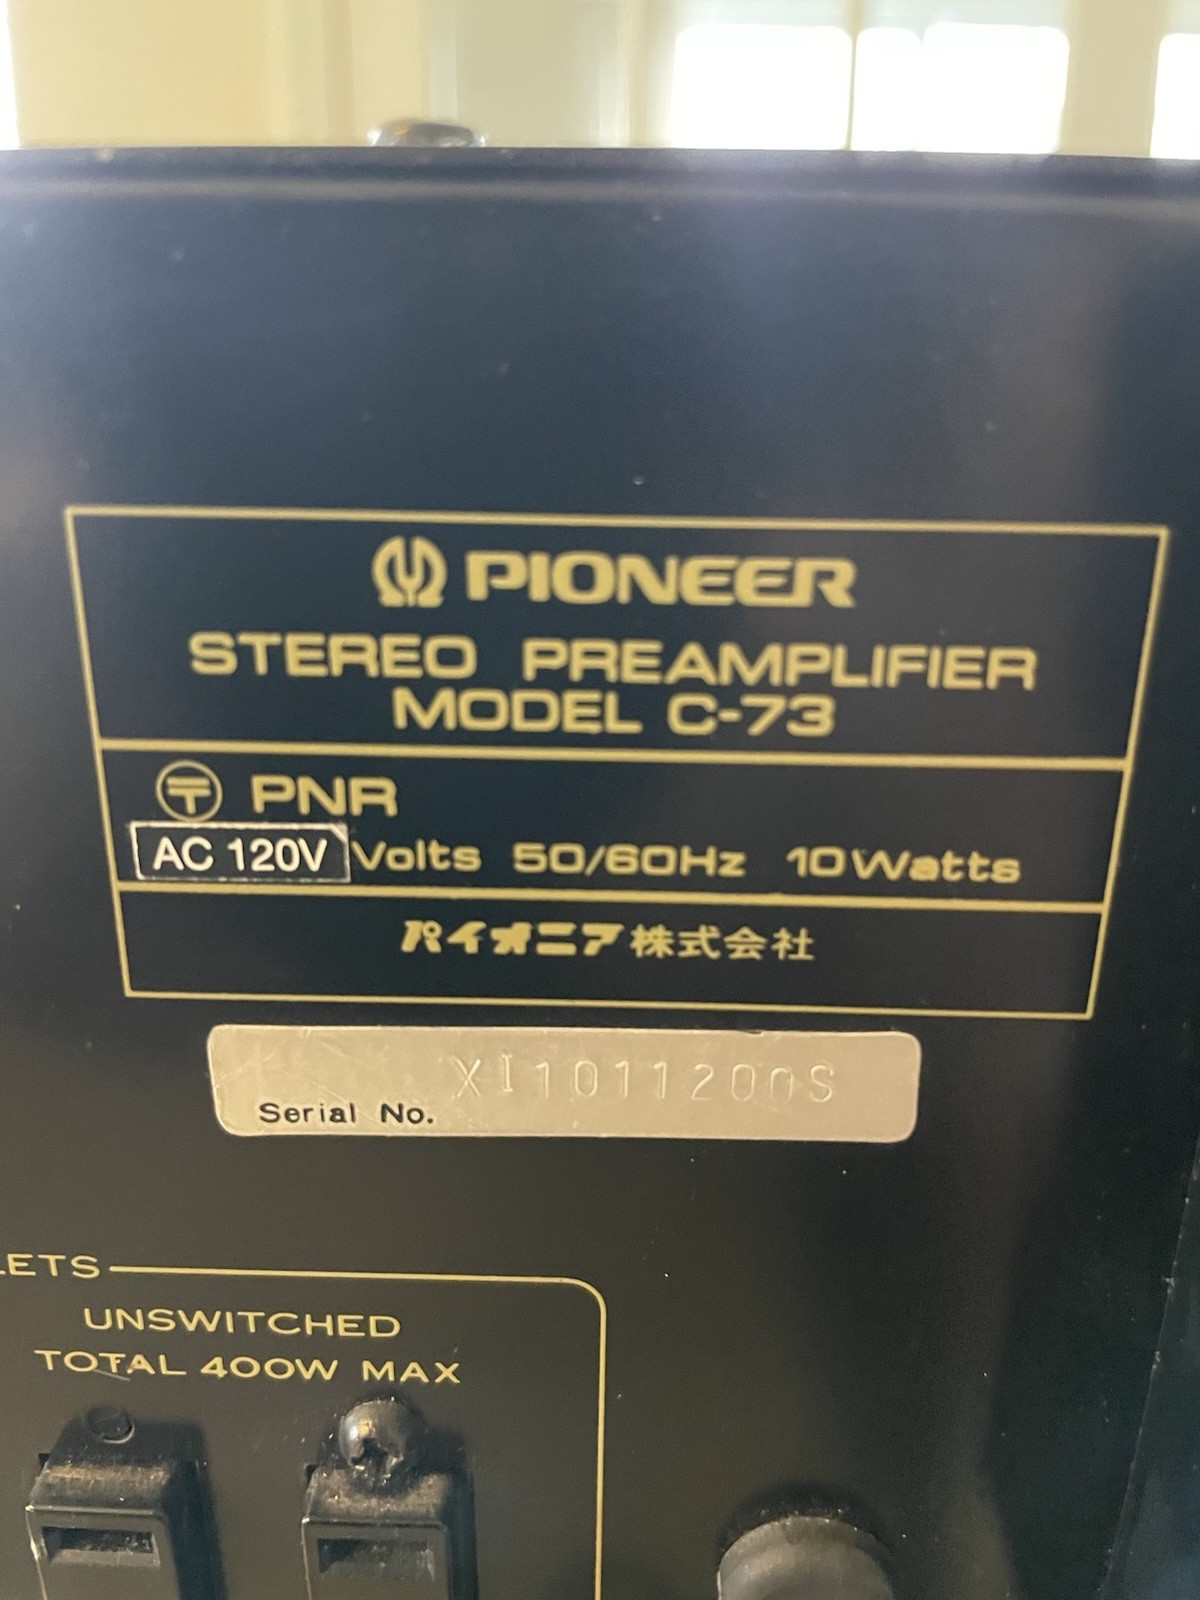 PIONEER
STEREO PREAMPLIFIER
MODEL C-73
〒 PNR
AC 120V Volts 50/60Hz 10Watts
パイオニア株式会社
XI1011200S
Serial No.
LETS
UNSWITCHED
TOTAL 400W MAX